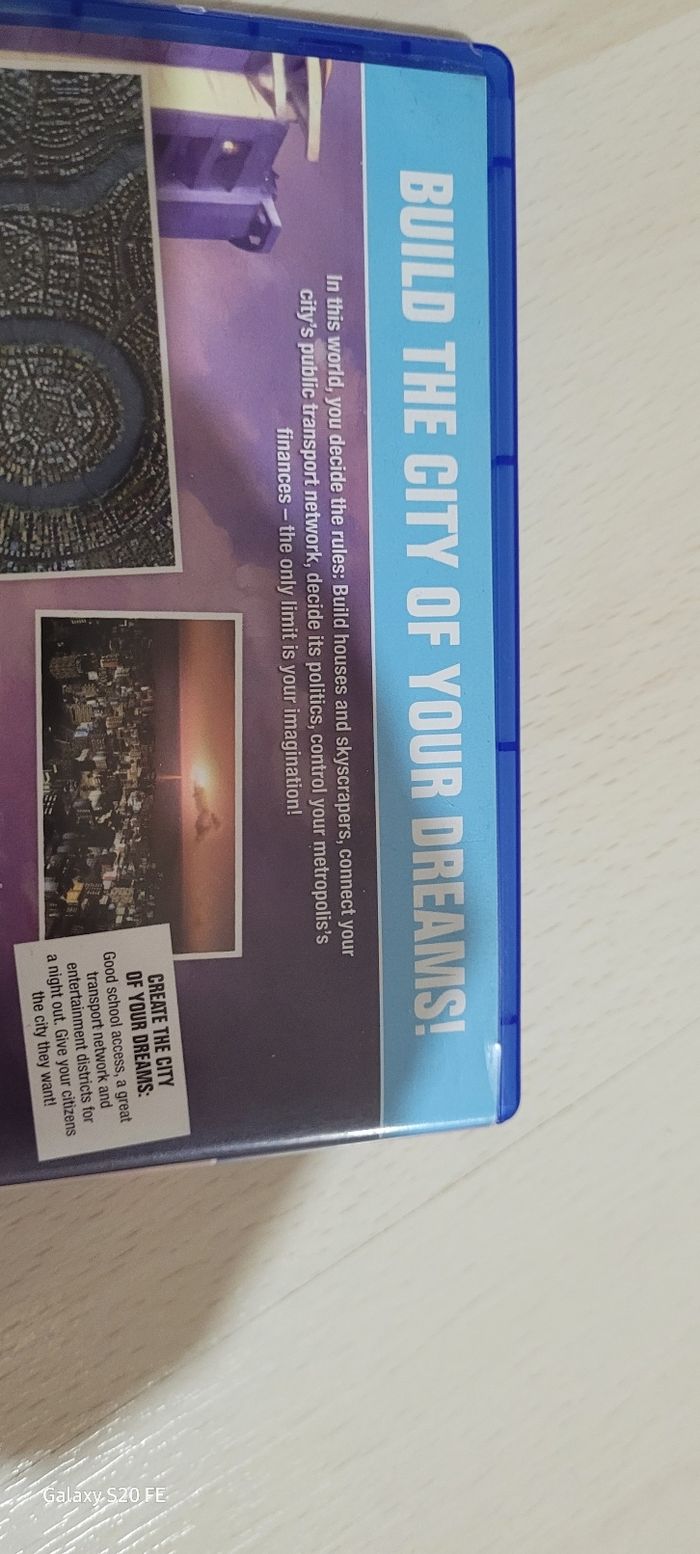 BUILD THE CITY OF YOUR DREAMS!
In this world, you decide the rules: Build houses and skyscrapers, connect your
city's public transport network, decide its politics, control your metropolis's
finances – the only limit is your imagination!
CREATE THE CITY
OF YOUR DREAMS:
Good school access, a great
transport network and
entertainment districts for
a night out. Give your citizens
the city they want!
Galaxy S20 FE